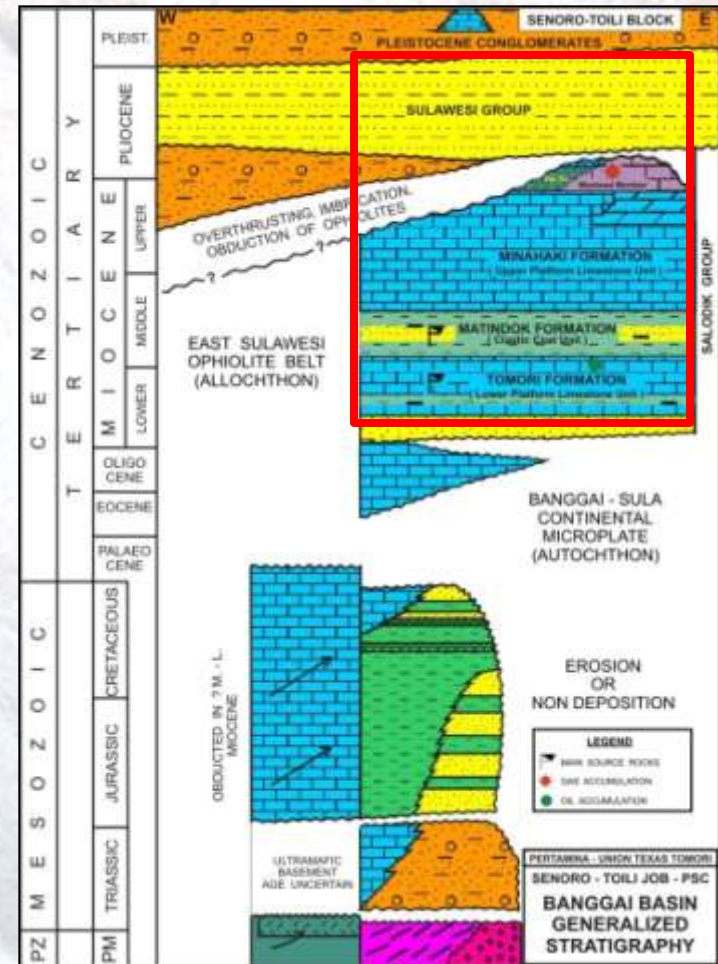 W
E
SENORO-TOILI BLOCK
PLEISTOCENE CONGLOMERATES
SULAWESI GROUP
OVERTHRUSTING, IMBRICATION,
OBDUCTION OF OPHIOLITES
?
?
MINAHAKI FORMATION
( Upper Platform Limestone Unit )
MATINDOK FORMATION
TOMORI FORMATION
( Lower Platform Limestone Unit )
SALODIK GROUP
EAST SULAWESI
OPHIOLITE BELT
(ALLOCHTHON)
BANGGAI - SULA
CONTINENTAL
MICROPLATE
(AUTOCHTHON)
EROSION
OR
NON DEPOSITION
OBDUCTED IN ? M. - L.
MIOCENE
ULTRAMAFIC
BASEMENT
AGE UNCERTAIN
LEGEND
MAIN SOURCE ROCKS
GAS ACCUMULATION
OIL ACCUMULATION
PERTAMINA - UNION TEXAS TOMORI
SENORO - TOILI JOB - PSC
BANGGAI BASIN
GENERALIZED
STRATIGRAPHY
CENOZOIC
MESOZOIC
PZ
TERTIARY
PLEIST.
PLIOCENE
MIOCENE
UPPER
MIDDLE
LOWER
OLIGO
CENE
EOCENE
PALAEO
CENE
CRETACEOUS
JURASSIC
TRIASSIC
PM